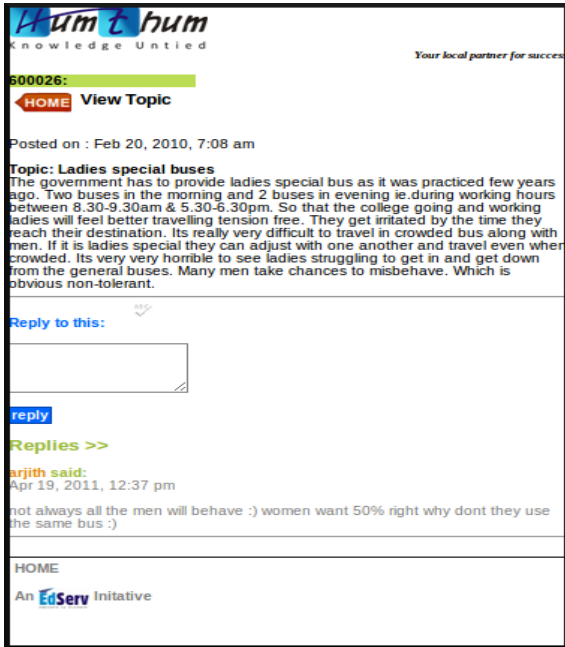 Humthum
Knowledge Untied
Your local partner for succes
600026:
HOME View Topic
Posted on : Feb 20, 2010, 7:08 am
Topic: Ladies special buses
The government has to provide ladies special bus as it was practiced few years
ago. Two buses in the morning and 2 buses in evening ie.during working hours
between 8.30-9.30am & 5.30-6.30pm. So that the college going and working
ladies will feel better travelling tension free. They get irritated by the time they
reach their destination. Its really very difficult to travel in crowded bus along with
men. If it is ladies special they can adjust with one another and travel even when
crowded. Its very very horrible to see ladies struggling to get in and get down
from the general buses. Many men take chances to misbehave. Which is
obvious non-tolerant.
ABC
Reply to this:
reply
Replies >>
arjith said:
Apr 19, 2011, 12:37 pm
not always all the men will behave :) women want 50% right why dont they use
the same bus :)
HOME
An EdServ Initative